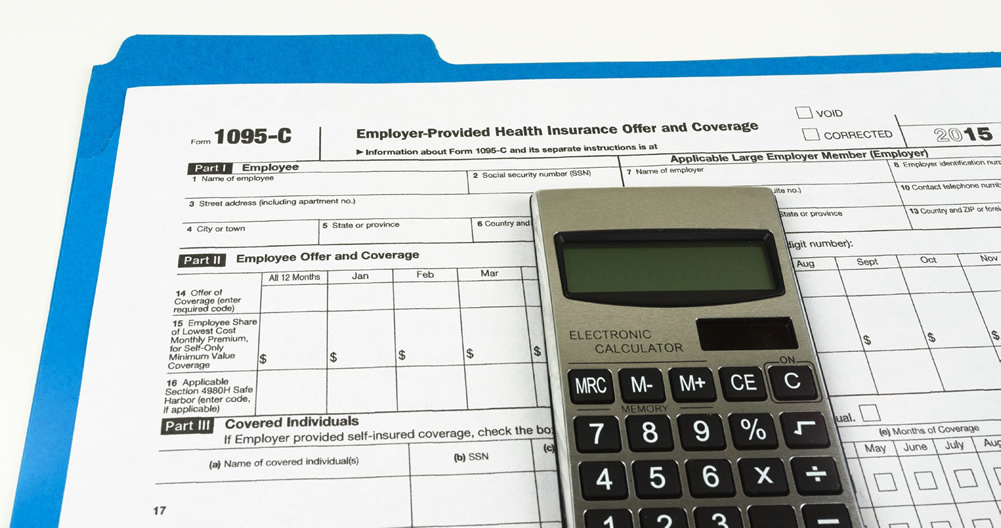 VOID
CORRECTED
Form 1095-C
Employer-Provided Health Insurance Offer and Coverage
2015
▶ Information about Form 1095-C and its separate instructions is at
Part I Employee
Applicable Large Employer Member (Employer)
1 Name of employee
2 Social security number (SSN)
7 Name of employer
8 Employer identification
3 Street address (including apartment no.)
no.)
10 Contact telephone
4 City or town
5 State or province
6 Country and
State or province
13 Country and ZIP or
Part II Employee Offer and Coverage
digit number):
All 12 Months
Jan
Feb
Mar
Aug
Sept
Oct
Nov
14 Offer of
Coverage (enter
required code)
15 Employee Share
of Lowest Cost
Monthly Premium,
for Self-Only
Minimum Value
Coverage
$ $ $ $ $ $ $ $
16 Applicable
Section 4980H Safe
Harbor (enter code,
if applicable)
Part III Covered Individuals
If Employer provided self-insured coverage, check the
(a) Name of covered individual(s)
(b) SSN
(c)
(e) Months of Coverage
May
June
July
Aug
17
ELECTRONIC
CALCULATOR
ON
MRC M- M+ CE C
MEMORY
7 8 9 % √
4 5 6 X ÷
1 2 3 −